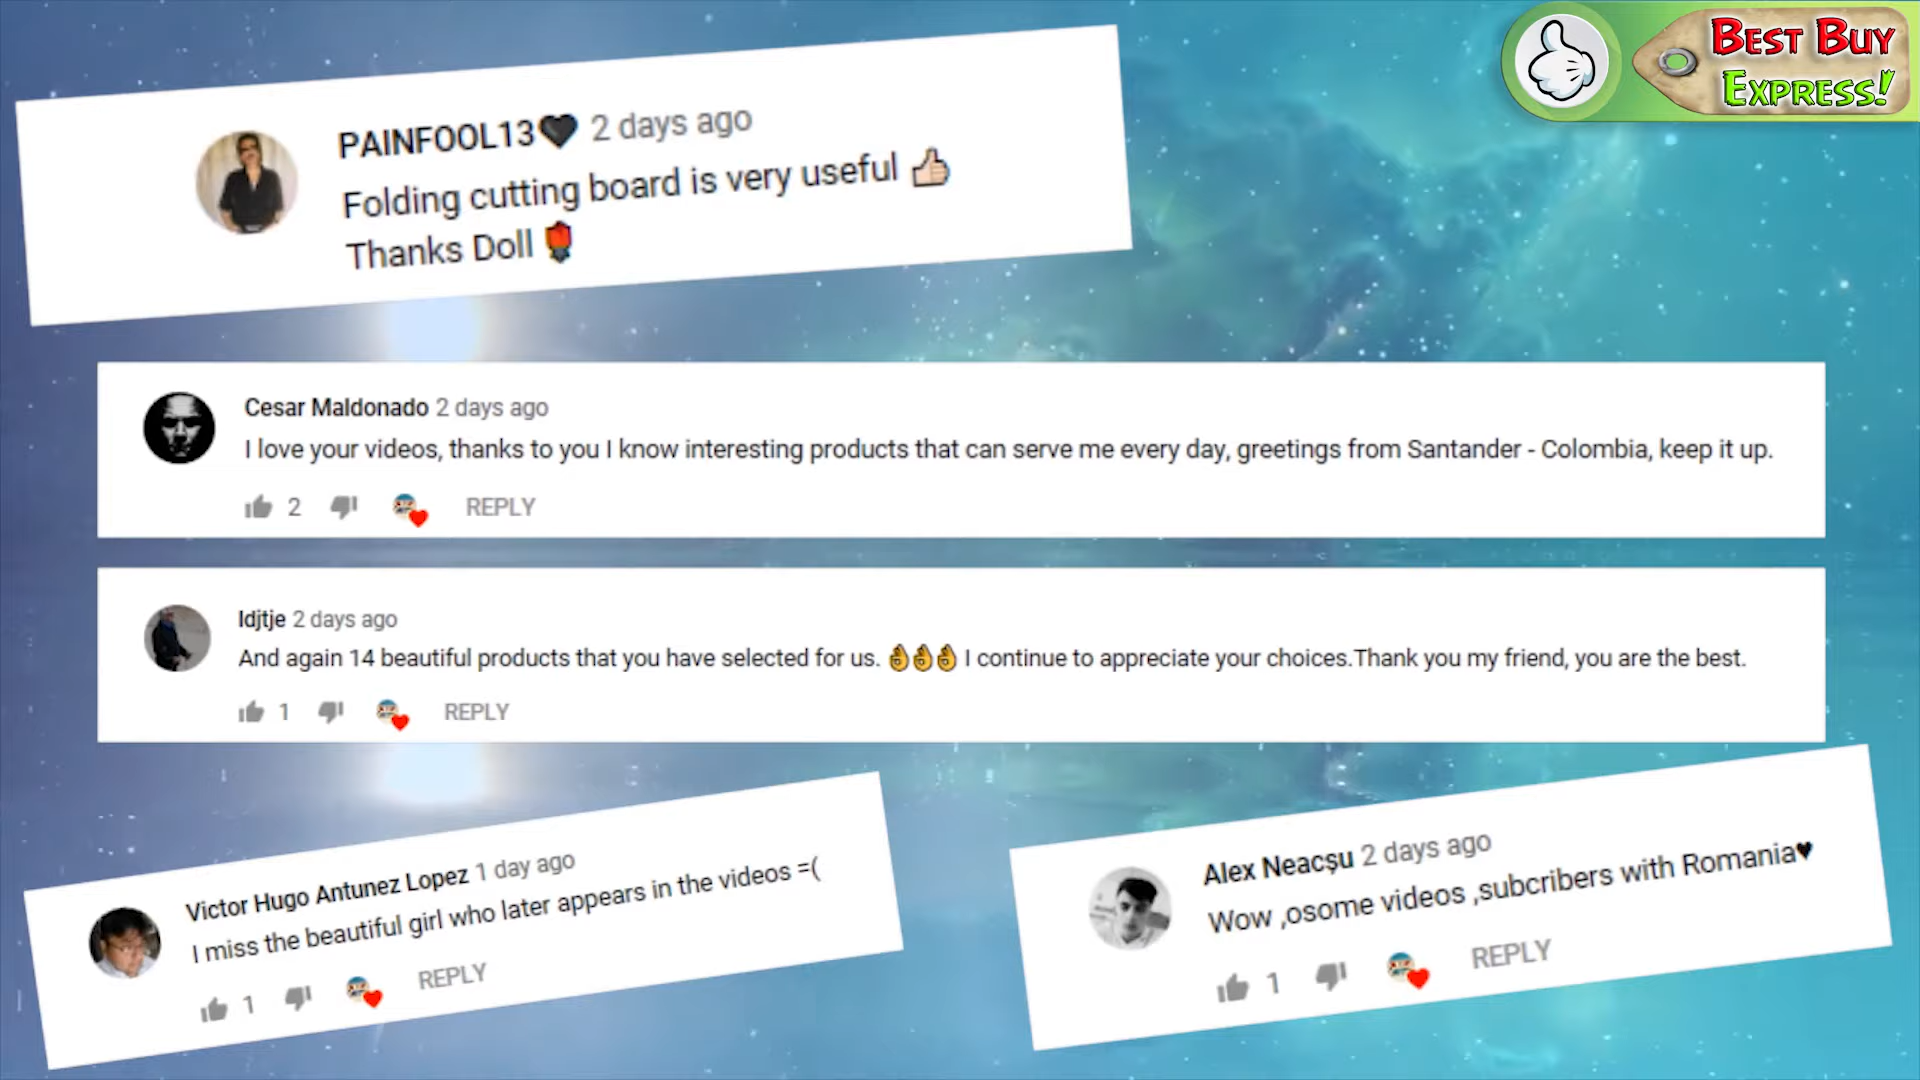 BEST BUY
EXPRESS!
PAINFOOL13🖤 2 days ago
Folding cutting board is very useful 👍🏻
Thanks Doll 🌹
Cesar Maldonado 2 days ago
I love your videos, thanks to you I know interesting products that can serve me every day, greetings from Santander - Colombia, keep it up.
2 REPLY
Idjtje 2 days ago
And again 14 beautiful products that you have selected for us. 👌👌👌 I continue to appreciate your choices.Thank you my friend, you are the best.
1 REPLY
Victor Hugo Antunez Lopez 1 day ago
I miss the beautiful girl who later appears in the videos =(
1 REPLY
Alex Neacșu 2 days ago
Wow ,osome videos ,subcribers with Romania♥
1 REPLY